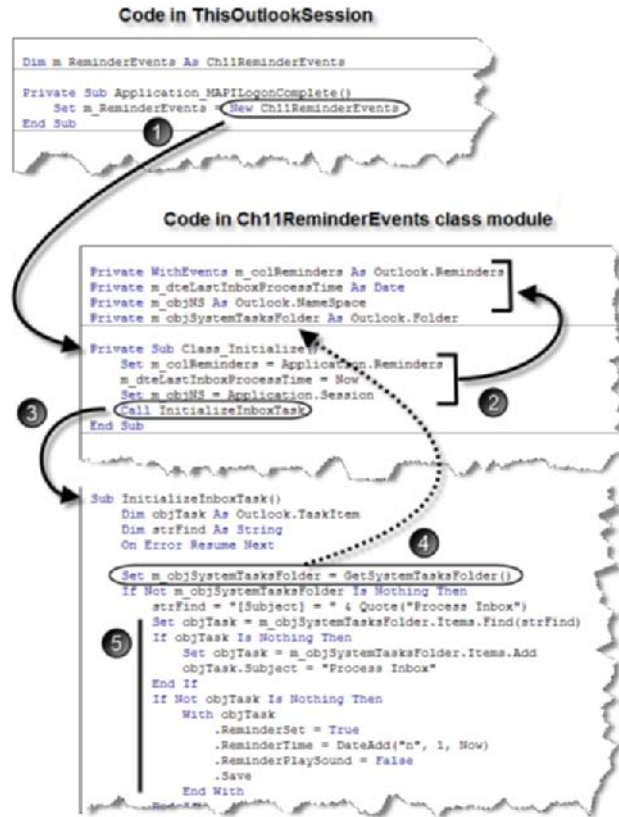 Code in ThisOutlookSession
Dim m_ReminderEvents As Ch11ReminderEvents
Private Sub Application_MAPILogonComplete()
Set m_ReminderEvents = New Ch11ReminderEvents
End Sub
1
Code in Ch11ReminderEvents class module
Private WithEvents m_colReminders As Outlook.Reminders
Private m_dteLastInboxProcessTime As Date
Private m_objNS As Outlook.NameSpace
Private m_objSystemTasksFolder As Outlook.Folder
Private Sub Class_Initialize()
Set m_colReminders = Application.Reminders
m_dteLastInboxProcessTime = Now
Set m_objNS = Application.Session
2
3
Call InitializeInboxTask
End Sub
Sub InitializeInboxTask()
Dim objTask As Outlook.TaskItem
Dim strFind As String
On Error Resume Next
4
Set m_objSystemTasksFolder = GetSystemTasksFolder()
If Not m_objSystemTasksFolder Is Nothing Then
strFind = "[Subject] = " & Quote("Process Inbox")
5
Set objTask = m_objSystemTasksFolder.Items.Find(strFind)
If objTask Is Nothing Then
Set objTask = m_objSystemTasksFolder.Items.Add
objTask.Subject = "Process Inbox"
End If
If Not objTask Is Nothing Then
With objTask
.ReminderSet = True
.ReminderTime = DateAdd("n", 1, Now)
.ReminderPlaySound = False
.Save
End With